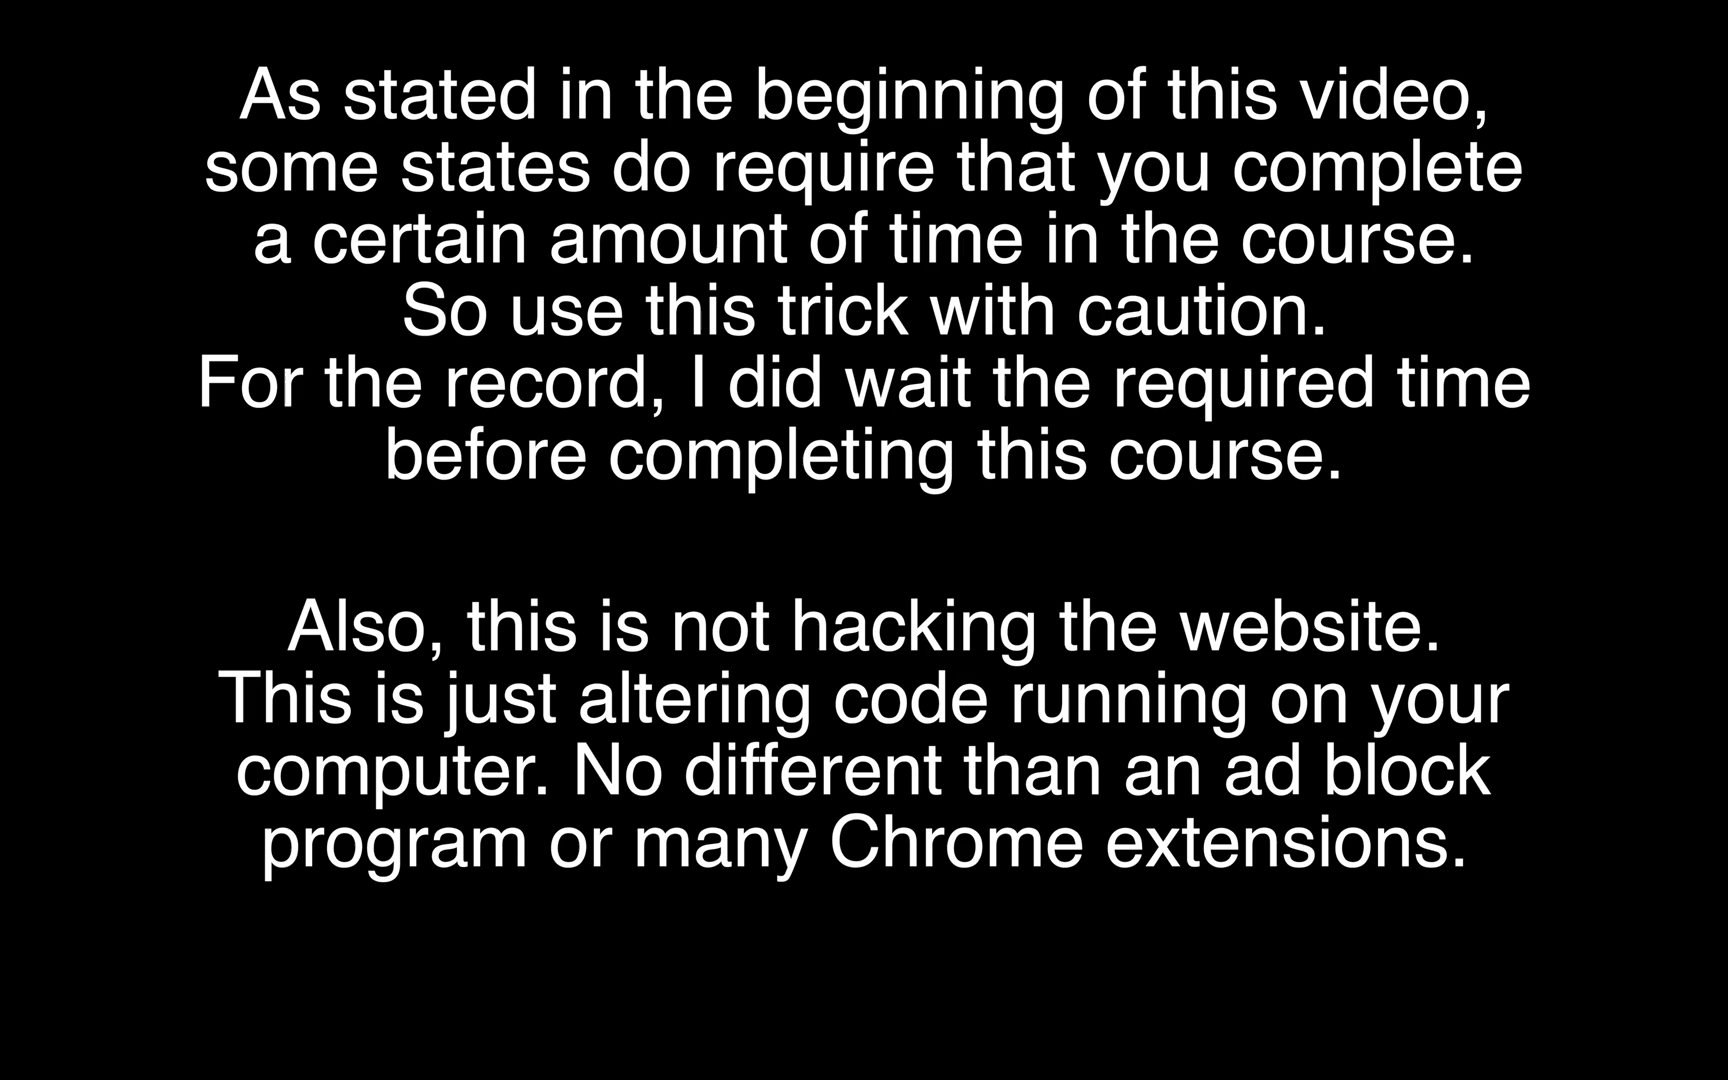 As stated in the beginning of this video,
some states do require that you complete
a certain amount of time in the course.
So use this trick with caution.
For the record, I did wait the required time
before completing this course.
Also, this is not hacking the website.
This is just altering code running on your
computer. No different than an ad block
program or many Chrome extensions.